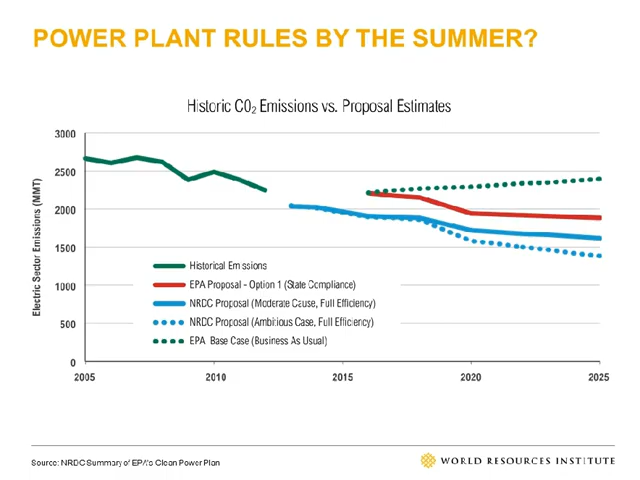 POWER PLANT RULES BY THE SUMMER?
Historic CO₂ Emissions vs. Proposal Estimates
Electric Sector Emissions (MMT)
3000
2500
2000
1500
1000
500
0
Historical Emissions
EPA Proposal - Option 1 (State Compliance)
NRDC Proposal (Moderate Cause, Full Efficiency)
NRDC Proposal (Ambitious Case, Full Efficiency)
EPA Base Case (Business As Usual)
2005 2010 2015 2020 2025
Source: NRDC Summary of EPA's Clean Power Plan
WORLD RESOURCES INSTITUTE